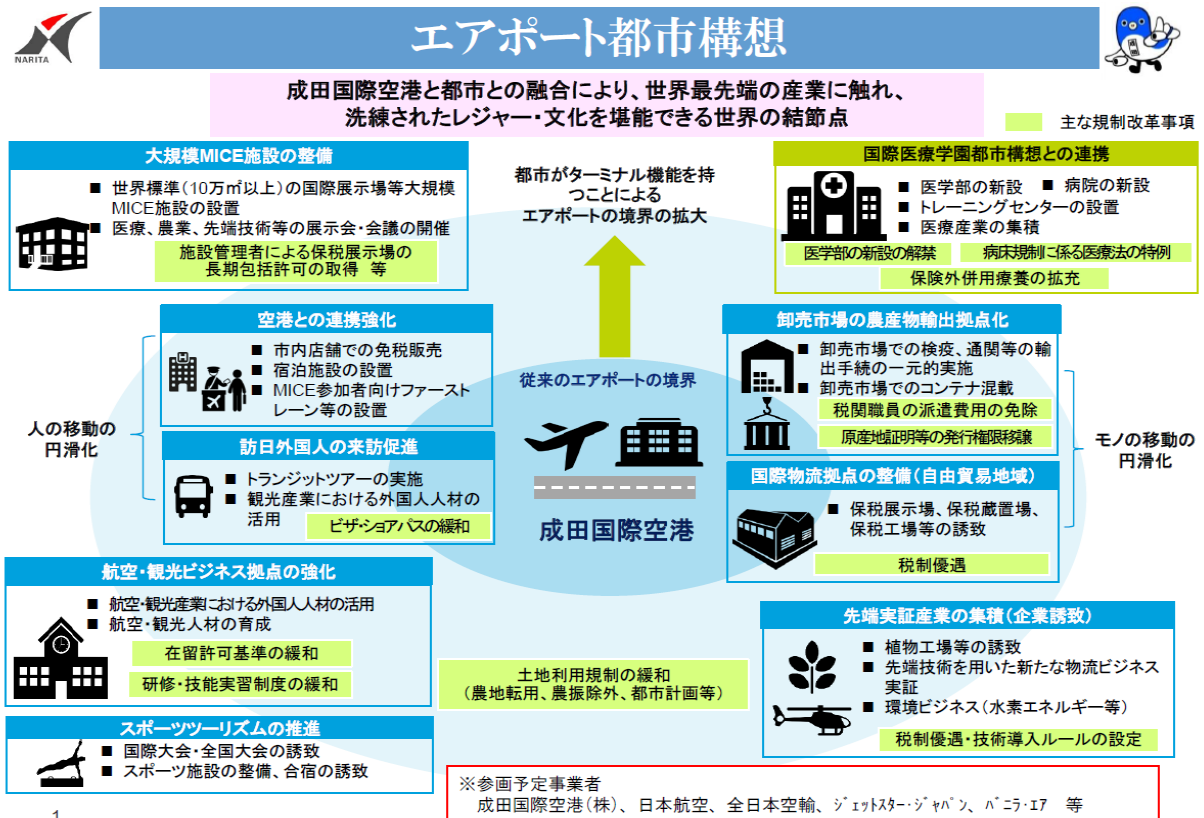 NARITA
エアポート都市構想
成田国際空港と都市との融合により、世界最先端の産業に触れ、
洗練されたレジャー・文化を堪能できる世界の結節点
主な規制改革事項
大規模MICE施設の整備
■ 世界標準(10万㎡以上)の国際展示場等大規模
MICE施設の設置
■ 医療、農業、先端技術等の展示会・会議の開催
施設管理者による保税展示場の
長期包括許可の取得 等
都市がターミナル機能を持
つことによる
エアポートの境界の拡大
国際医療学園都市構想との連携
■ 医学部の新設 ■ 病院の新設
■ トレーニングセンターの設置
■ 医療産業の集積
医学部の新設の解禁
病床規制に係る医療法の特例
保険外併用療養の拡充
空港との連携強化
■ 市内店舗での免税販売
■ 宿泊施設の設置
■ MICE参加者向けファースト
レーン等の設置
人の移動の
円滑化
訪日外国人の来訪促進
■ トランジットツアーの実施
■ 観光産業における外国人人材の
活用
ビザ・ショアパスの緩和
従来のエアポートの境界
成田国際空港
卸売市場の農産物輸出拠点化
■ 卸売市場での検疫、通関等の輸
出手続の一元的実施
■ 卸売市場でのコンテナ混載
税関職員の派遣費用の免除
原産地証明等の発行権限移譲
モノの移動の
円滑化
国際物流拠点の整備(自由貿易地域)
■ 保税展示場、保税蔵置場、
保税工場等の誘致
税制優遇
航空・観光ビジネス拠点の強化
■ 航空・観光産業における外国人人材の活用
■ 航空・観光人材の育成
在留許可基準の緩和
研修・技能実習制度の緩和
土地利用規制の緩和
(農地転用、農振除外、都市計画等)
先端実証産業の集積(企業誘致)
■ 植物工場等の誘致
■ 先端技術を用いた新たな物流ビジネス
実証
■ 環境ビジネス(水素エネルギー等)
税制優遇・技術導入ルールの設定
スポーツツーリズムの推進
■ 国際大会・全国大会の誘致
■ スポーツ施設の整備、合宿の誘致
※参画予定事業者
成田国際空港(株)、日本航空、全日本空輸、ｼﾞｪｯﾄｽﾀｰ･ｼﾞｬﾊﾟﾝ、ﾊﾞﾆﾗ･ｴｱ 等
1